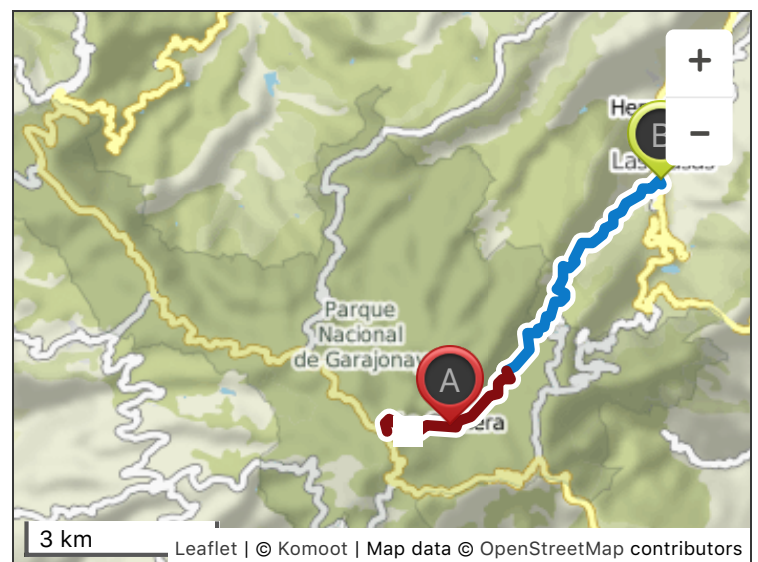 +
B
−
Parque
Nacional
de Garajonay
A
3 km
Leaflet | © Komoot | Map data © OpenStreetMap contributors